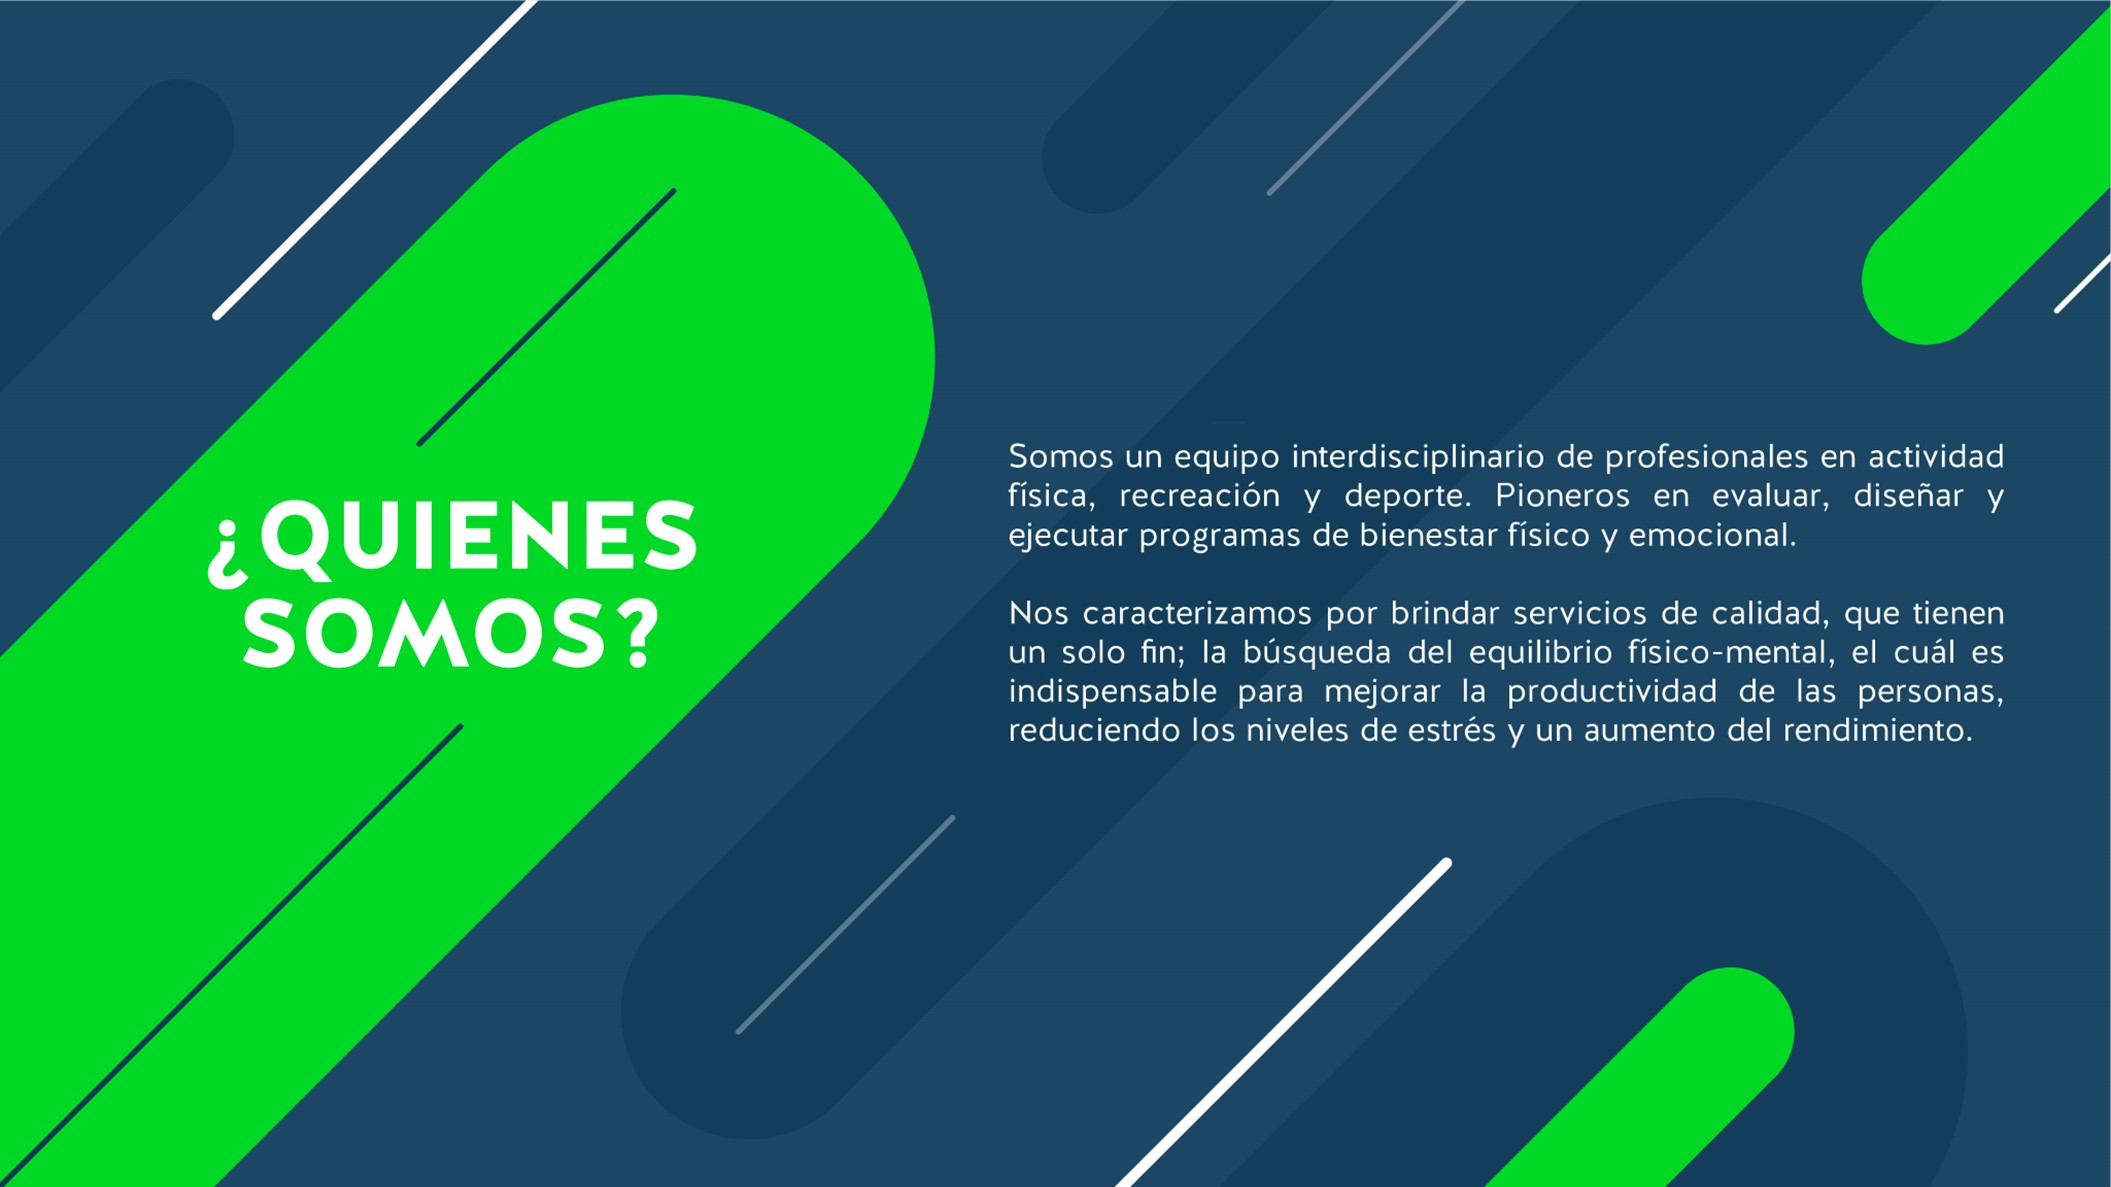 ¿QUIENES
SOMOS?
Somos un equipo interdisciplinario de profesionales en actividad
física, recreación y deporte. Pioneros en evaluar, diseñar y
ejecutar programas de bienestar físico y emocional.
Nos caracterizamos por brindar servicios de calidad, que tienen
un solo fin; la búsqueda del equilibrio físico-mental, el cuál es
indispensable para mejorar la productividad de las personas,
reduciendo los niveles de estrés y un aumento del rendimiento.